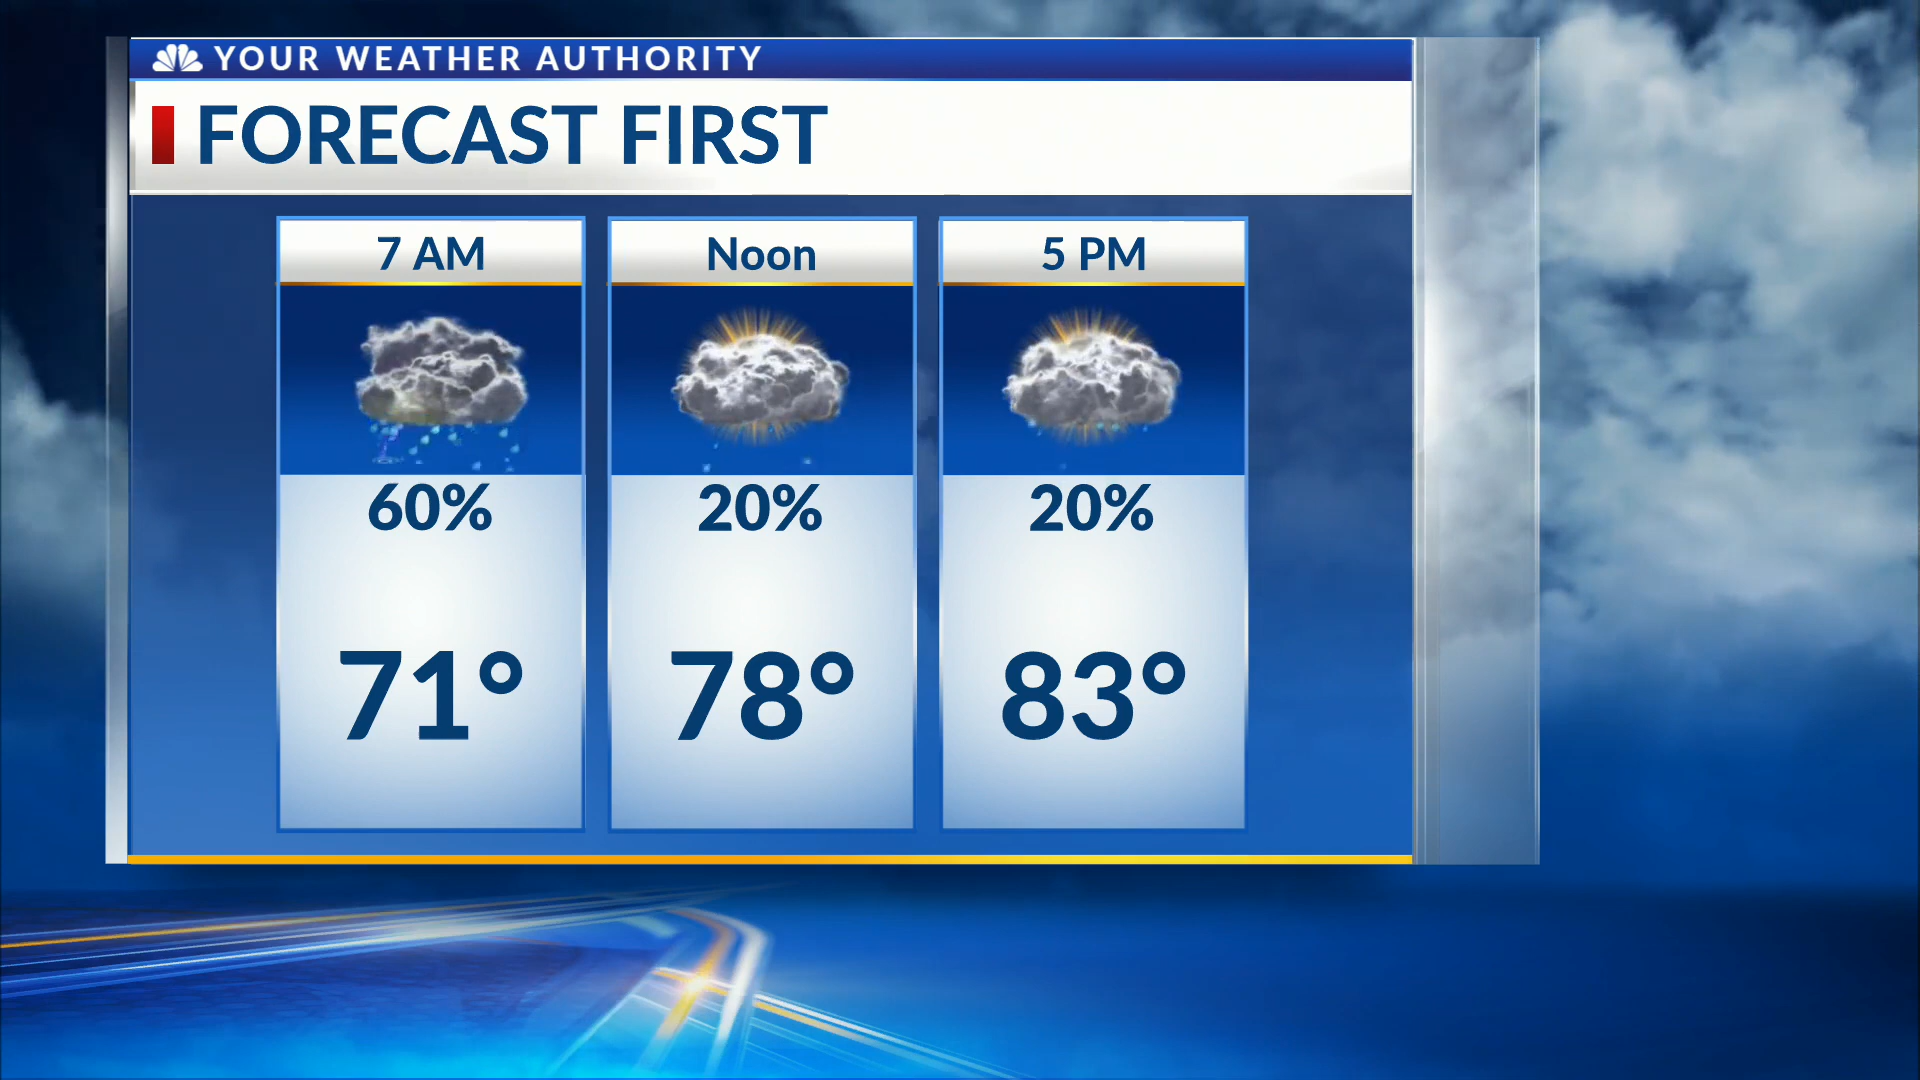 YOUR WEATHER AUTHORITY
FORECAST FIRST
7 AM
60%
71°
Noon
20%
78°
5 PM
20%
83°